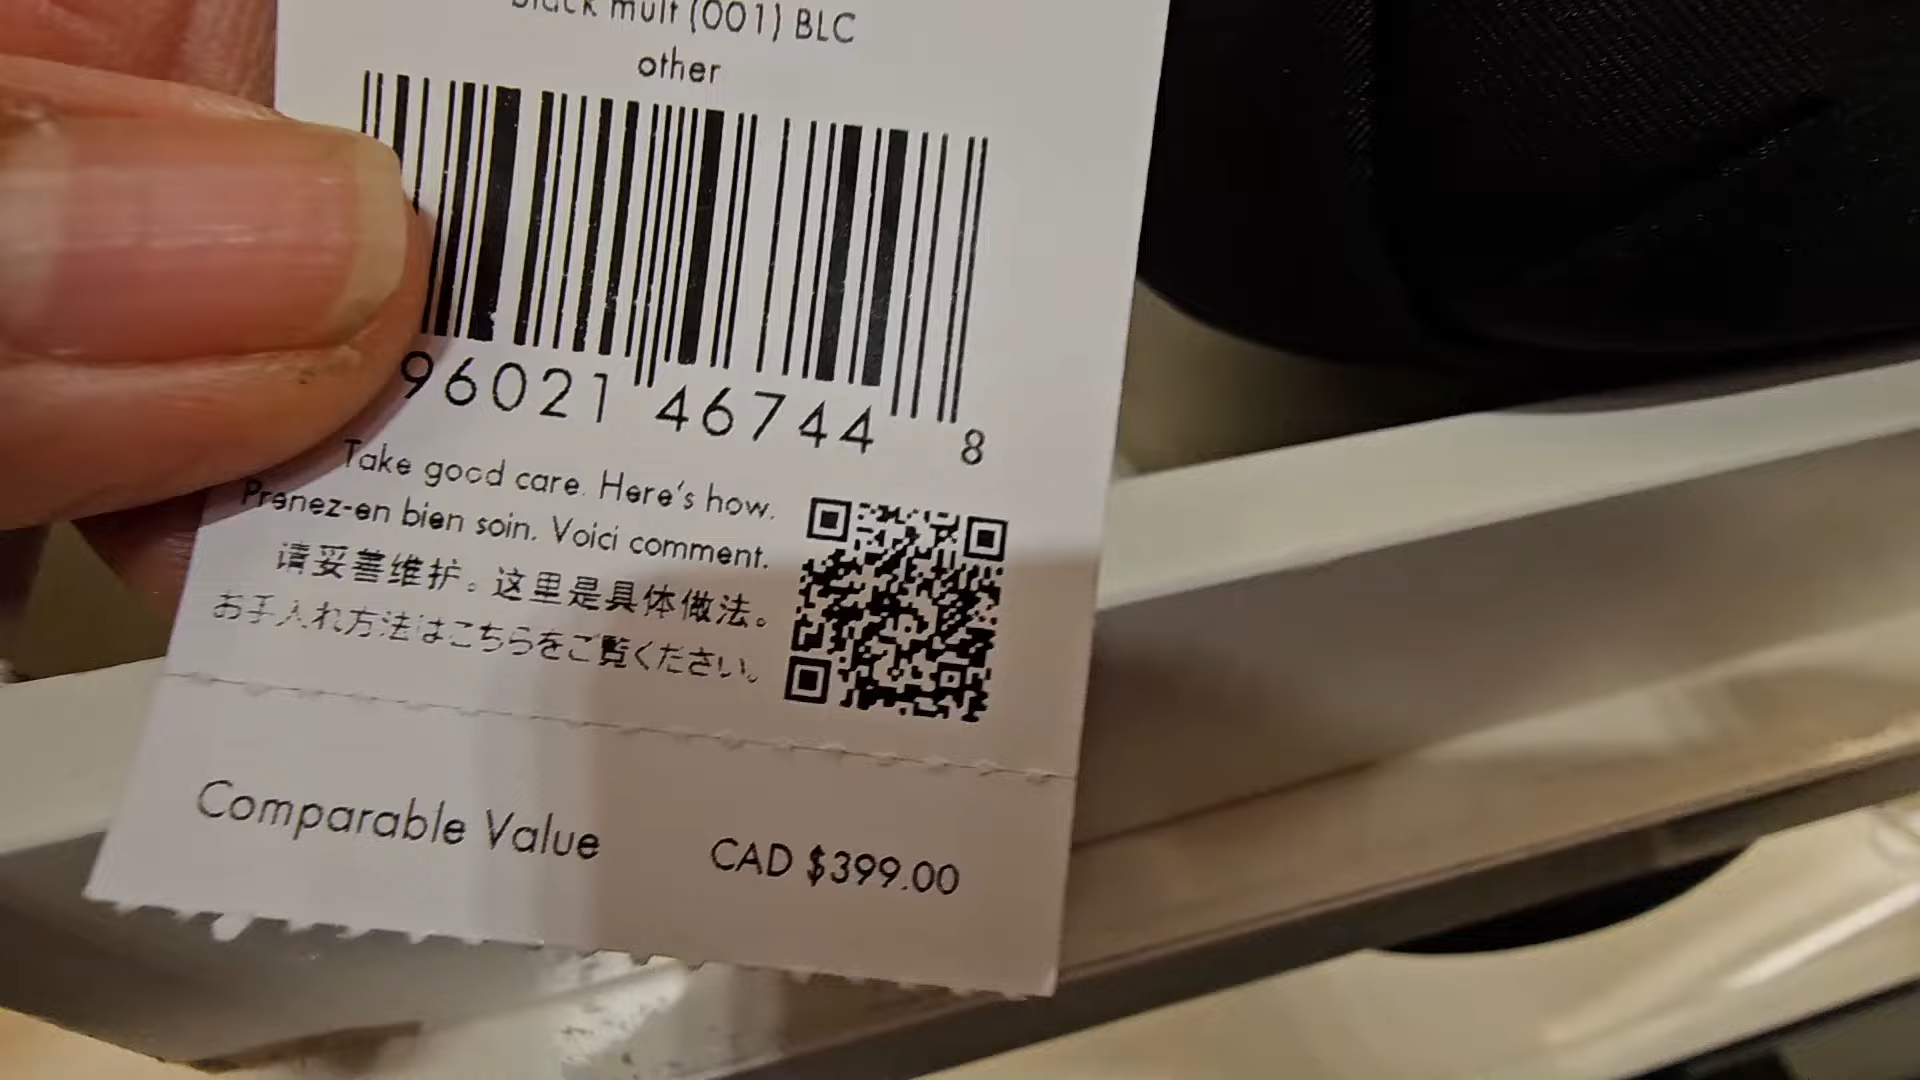 black mult (001) BLC
other
96021 46744 8
Take good care. Here's how.
Prenez-en bien soin. Voici comment.
请妥善维护。这里是具体做法。
お手入れ方法はこちらをご覧ください。
Comparable Value CAD $399.00